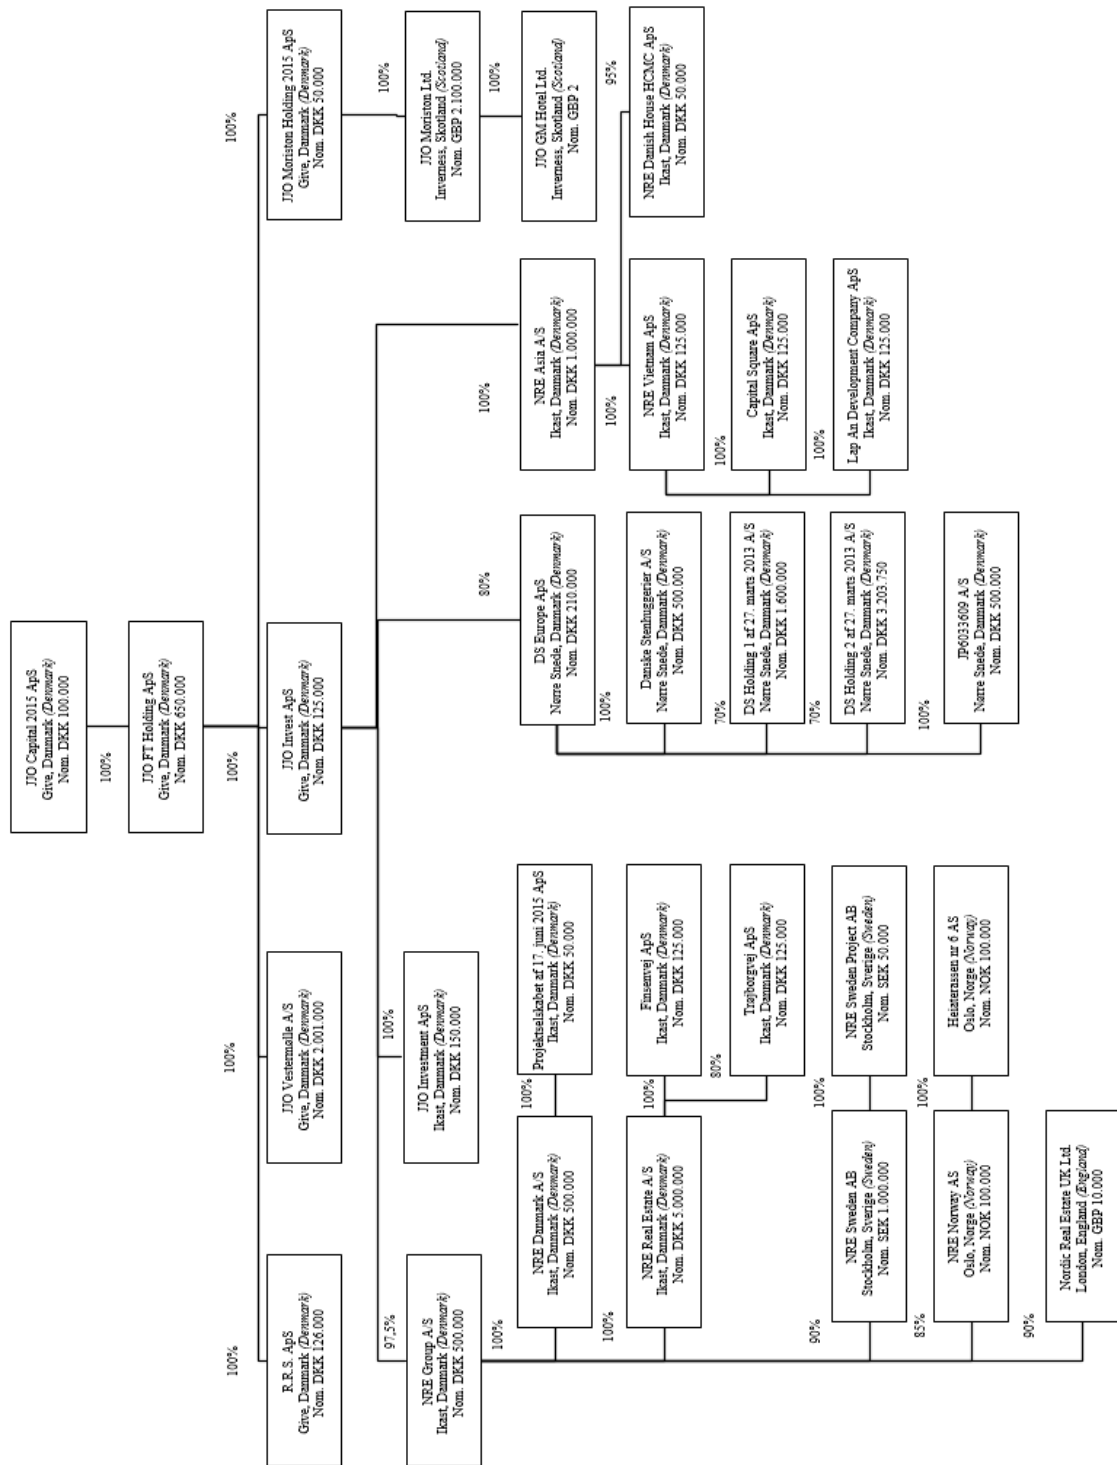 JJO Capital 2015 ApS
Give, Danmark (Denmark)
Nom. DKK 100.000
100%
JJO FT Holding ApS
Give, Danmark (Denmark)
Nom. DKK 650.000
100%
100%
100%
100%
R.R.S. ApS
Give, Danmark (Denmark)
Nom. DKK 126.000
JJO Vestermølle A/S
Give, Danmark (Denmark)
Nom. DKK 2.001.000
JJO Invest ApS
Give, Danmark (Denmark)
Nom. DKK 125.000
JJO Moriston Holding 2015 ApS
Give, Danmark (Denmark)
Nom. DKK 50.000
97,5%
100%
100%
NRE Group A/S
Ikast, Danmark (Denmark)
Nom. DKK 500.000
JJO Investment ApS
Ikast, Danmark (Denmark)
Nom. DKK 150.000
JJO Moriston Ltd.
Inverness, Skotland (Scotland)
Nom. GBP 2.100.000
100%
80%
100%
100%
NRE Danmark A/S
Ikast, Danmark (Denmark)
Nom. DKK 500.000
100%
Projektselskabet af 17. juni 2015 ApS
Ikast, Danmark (Denmark)
Nom. DKK 50.000
DS Europe ApS
Nørre Snede, Danmark (Denmark)
Nom. DKK 210.000
NRE Asia A/S
Ikast, Danmark (Denmark)
Nom. DKK 1.000.000
JJO GM Hotel Ltd.
Inverness, Skotland (Scotland)
Nom. GBP 2
100%
100%
100%
95%
NRE Real Estate A/S
Ikast, Danmark (Denmark)
Nom. DKK 5.000.000
100%
Finsensvej ApS
Ikast, Danmark (Denmark)
Nom. DKK 125.000
Danske Stenhuggerier A/S
Nørre Snede, Danmark (Denmark)
Nom. DKK 500.000
NRE Vietnam ApS
Ikast, Danmark (Denmark)
Nom. DKK 125.000
NRE Danish House HCMC ApS
Ikast, Danmark (Denmark)
Nom. DKK 50.000
80%
70%
100%
Trøjborgvej ApS
Ikast, Danmark (Denmark)
Nom. DKK 125.000
DS Holding 1 af 27. marts 2013 A/S
Nørre Snede, Danmark (Denmark)
Nom. DKK 1.600.000
Capital Square ApS
Ikast, Danmark (Denmark)
Nom. DKK 125.000
90%
100%
70%
100%
NRE Sweden AB
Stockholm, Sverige (Sweden)
Nom. SEK 1.000.000
NRE Sweden Project AB
Stockholm, Sverige (Sweden)
Nom. SEK 50.000
DS Holding 2 af 27. marts 2013 A/S
Nørre Snede, Danmark (Denmark)
Nom. DKK 3.203.750
Lap An Development Company ApS
Ikast, Danmark (Denmark)
Nom. DKK 125.000
85%
100%
100%
NRE Norway AS
Oslo, Norge (Norway)
Nom. NOK 100.000
Heiaterassen nr 6 AS
Oslo, Norge (Norway)
Nom. NOK 100.000
JP6033609 A/S
Nørre Snede, Danmark (Denmark)
Nom. DKK 500.000
90%
Nordic Real Estate UK Ltd.
London, England (England)
Nom. GBP 10.000